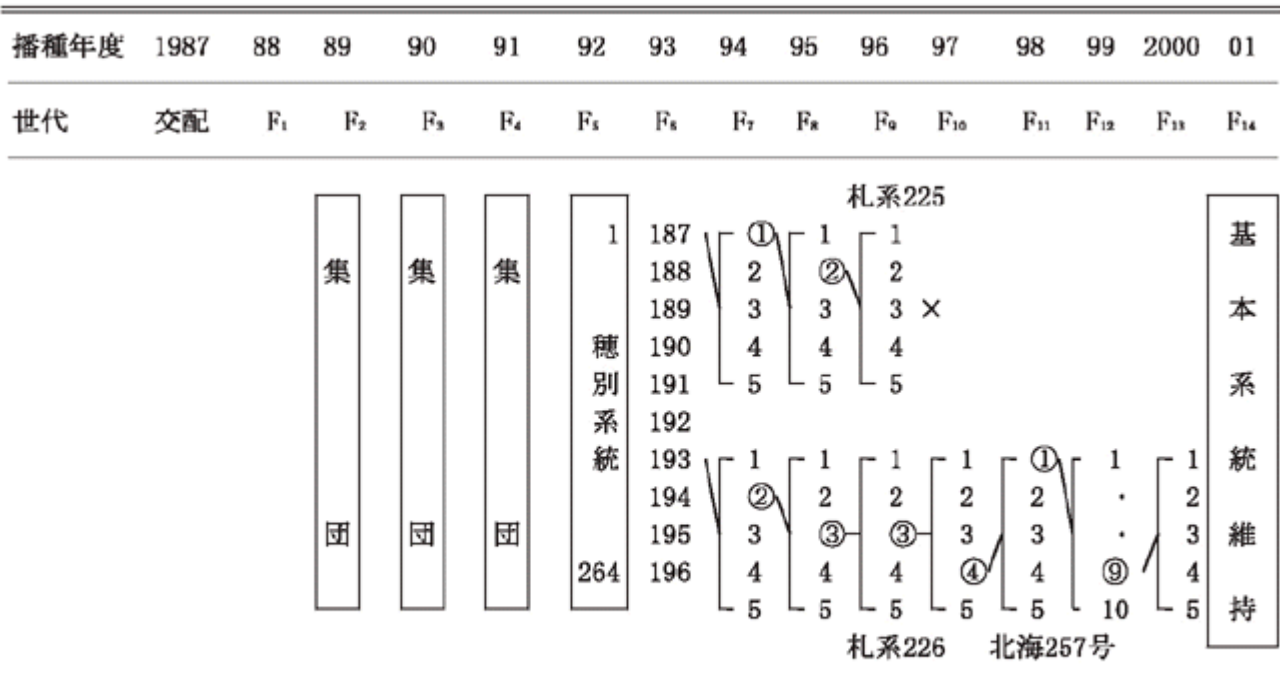 播種年度 1987 88 89 90 91 92 93 94 95 96 97 98 99 2000 01
世代 交配 F₁ F₂ F₃ F₄ F₅ F₆ F₇ F₈ F₉ F₁₀ F₁₁ F₁₂ F₁₃ F₁₄
札系225
1 187 ① 1 1 基
集 集 集 188 2 ② 2
189 3 3 3 × 本
穂 190 4 4 4
別 191 5 5 5 系
系 192
統 193 1 1 1 1 ① 1 1 統
194 ② 2 2 2 2 · 2
団 団 団 195 3 ③ ③ 3 3 · 3 維
264 196 4 4 4 ④ 4 ⑨ 4
5 5 5 5 5 10 5 持
札系226 北海257号